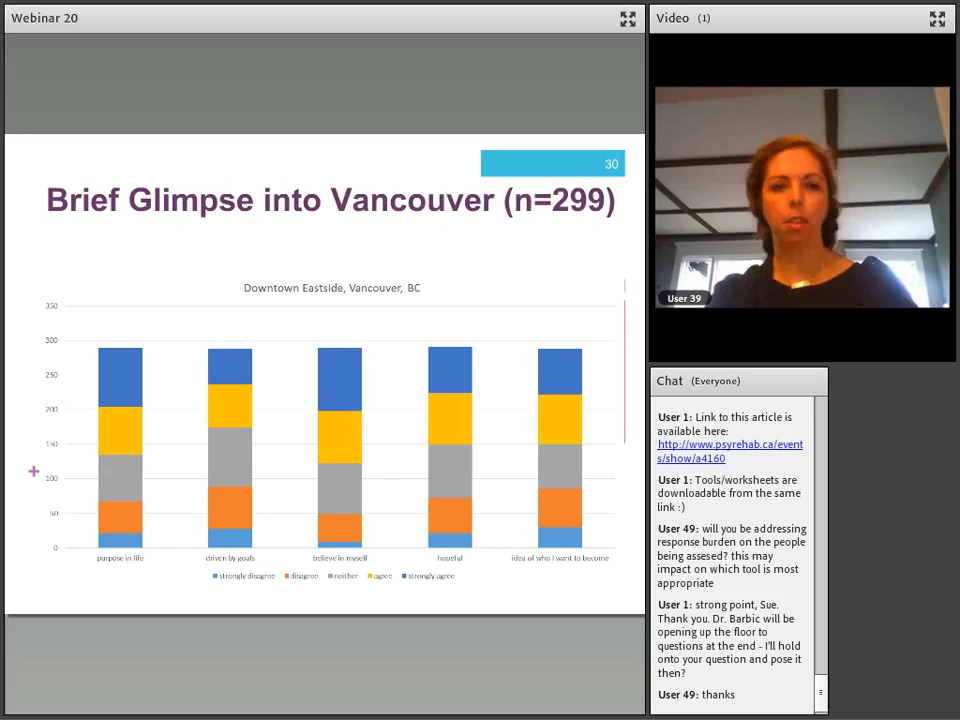 Webinar 20
Video (1)
30
Brief Glimpse into Vancouver (n=299)
Downtown Eastside, Vancouver, BC
350
300
250
200
150
100
50
0
purpose in life driven by goals believe in myself hopeful idea of who I want to become
strongly disagree disagree neither agree strongly agree
User 39
Chat (Everyone)
User 1: Link to this article is
available here:
http://www.psyrehab.ca/event
s/show/a4160
User 1: Tools/worksheets are
downloadable from the same
link :)
User 49: will you be addressing
response burden on the people
being assesed? this may
impact on which tool is most
appropriate
User 1: strong point, Sue.
Thank you. Dr. Barbic will be
opening up the floor to
questions at the end - I'll hold
onto your question and pose it
then?
User 49: thanks